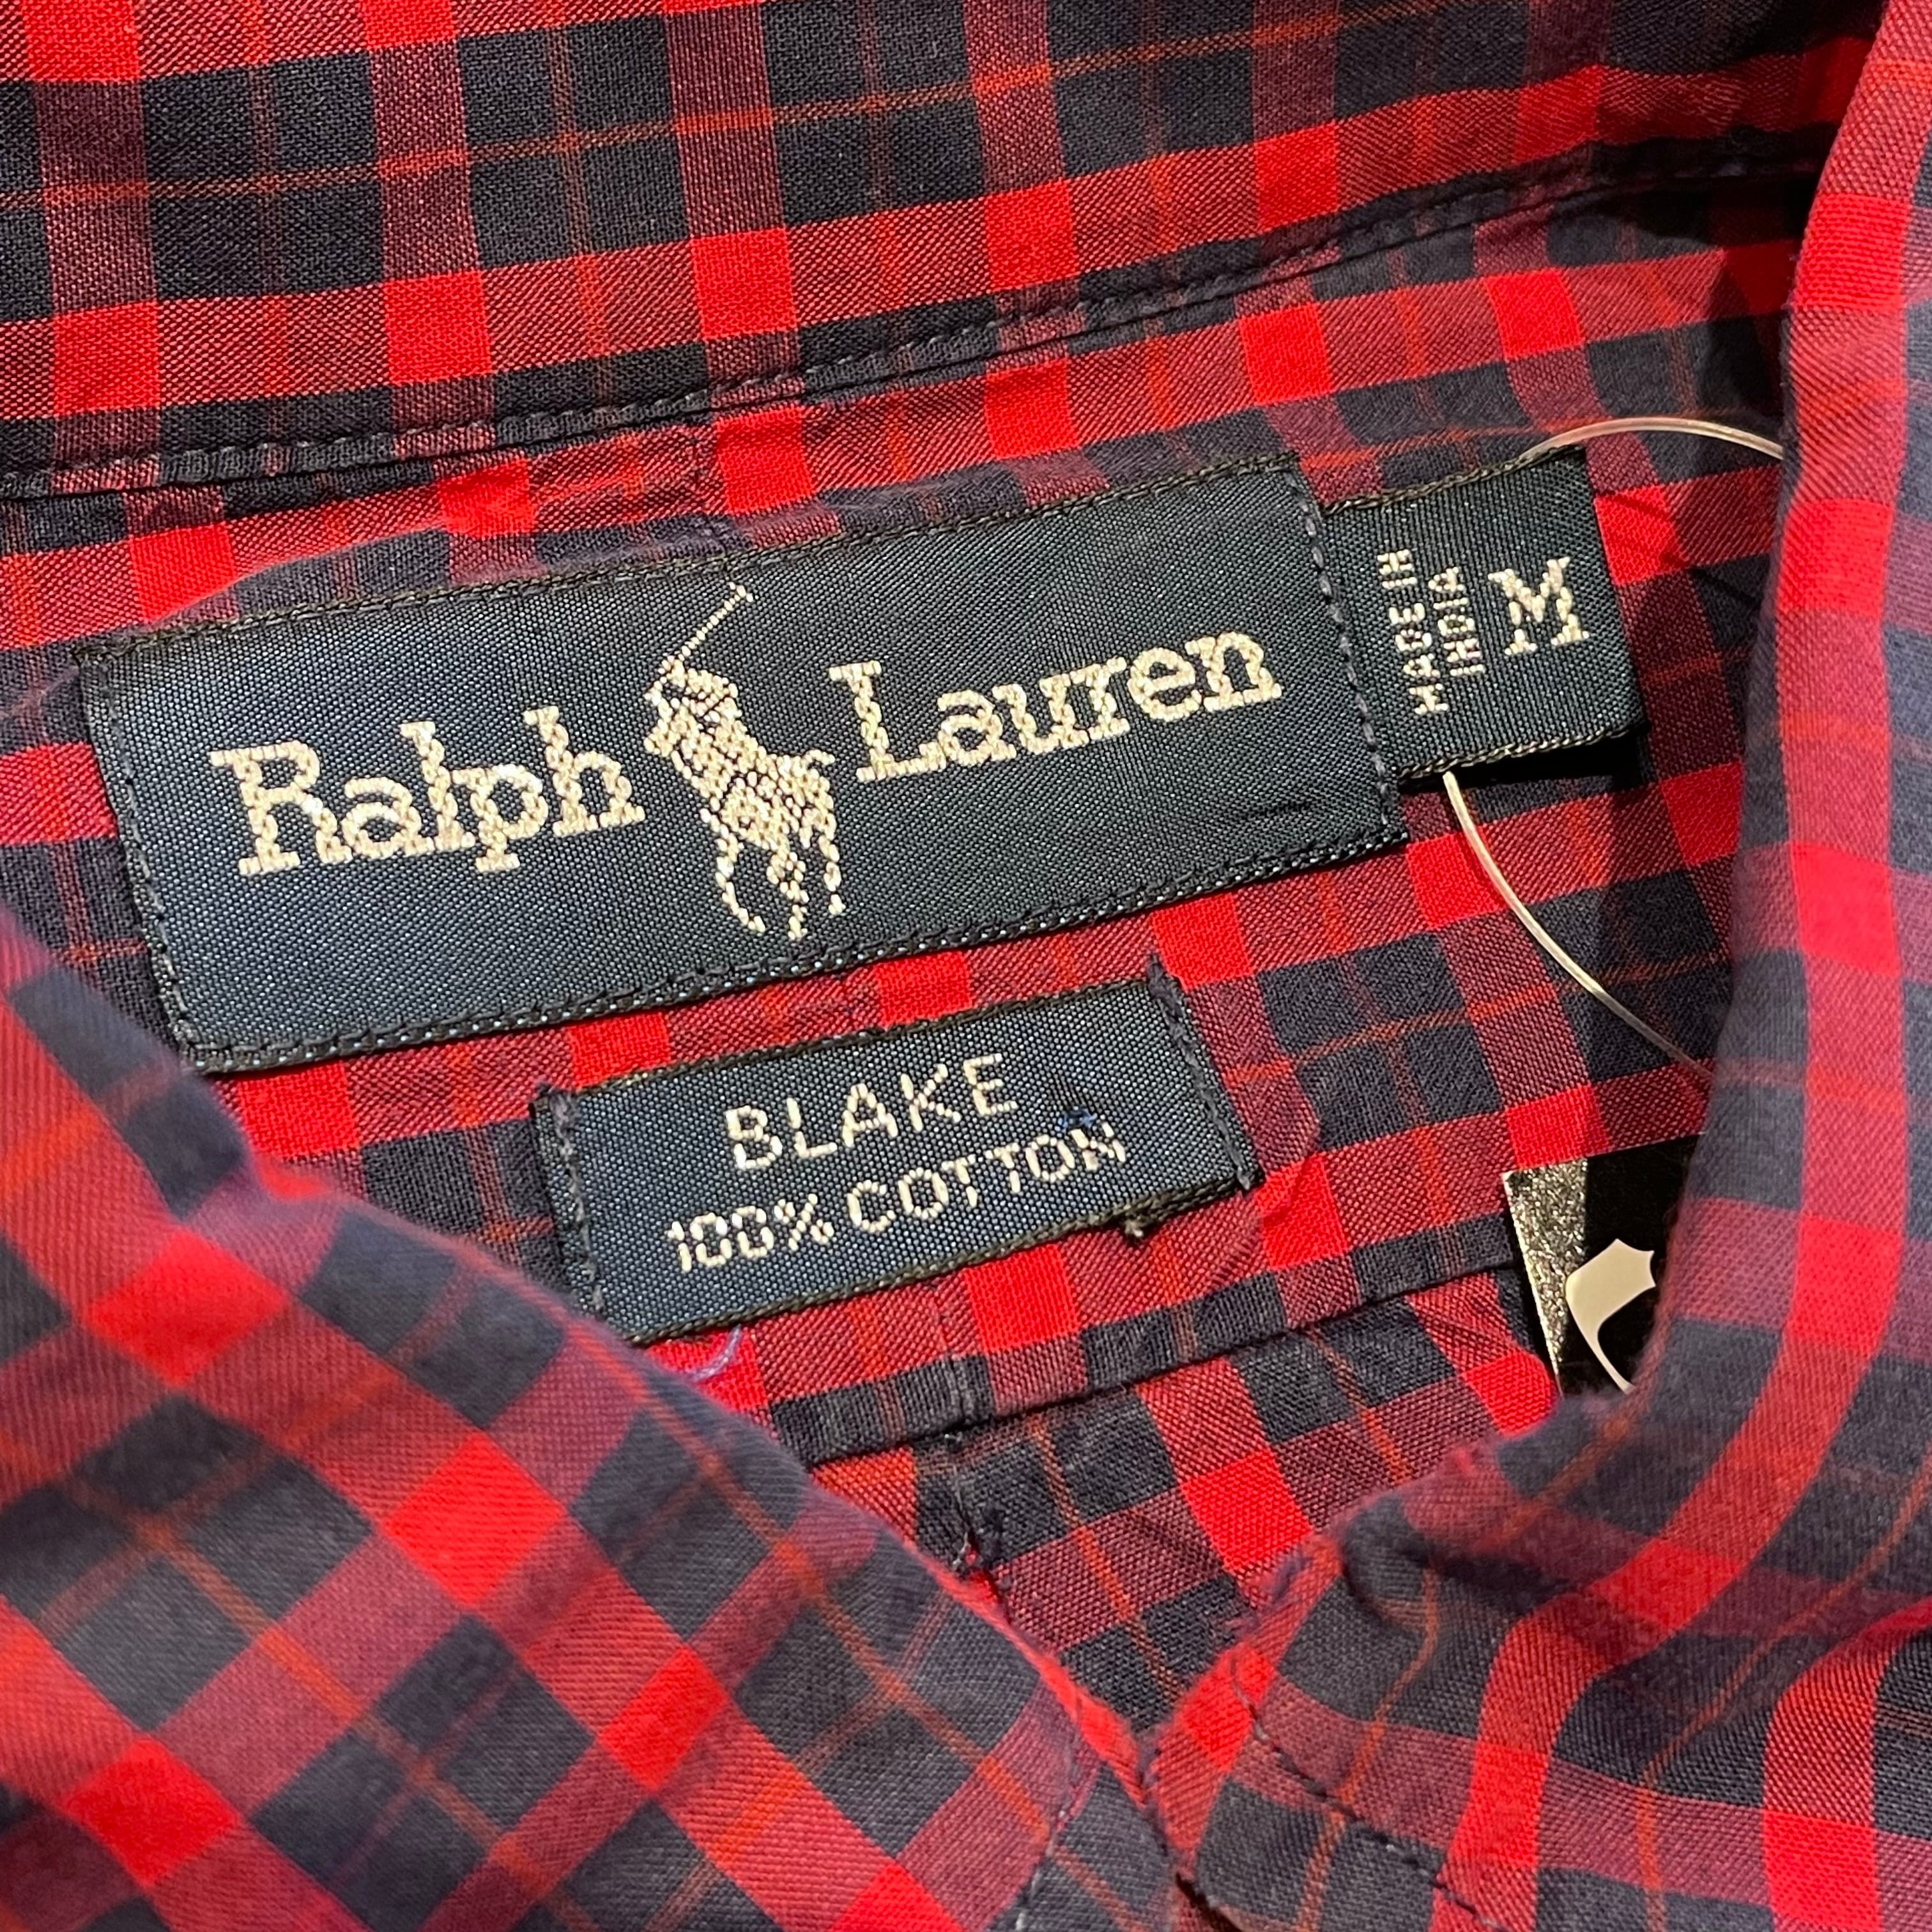 Ralph Lauren
MADE IN
INDIA
M
BLAKE
100% COTTON